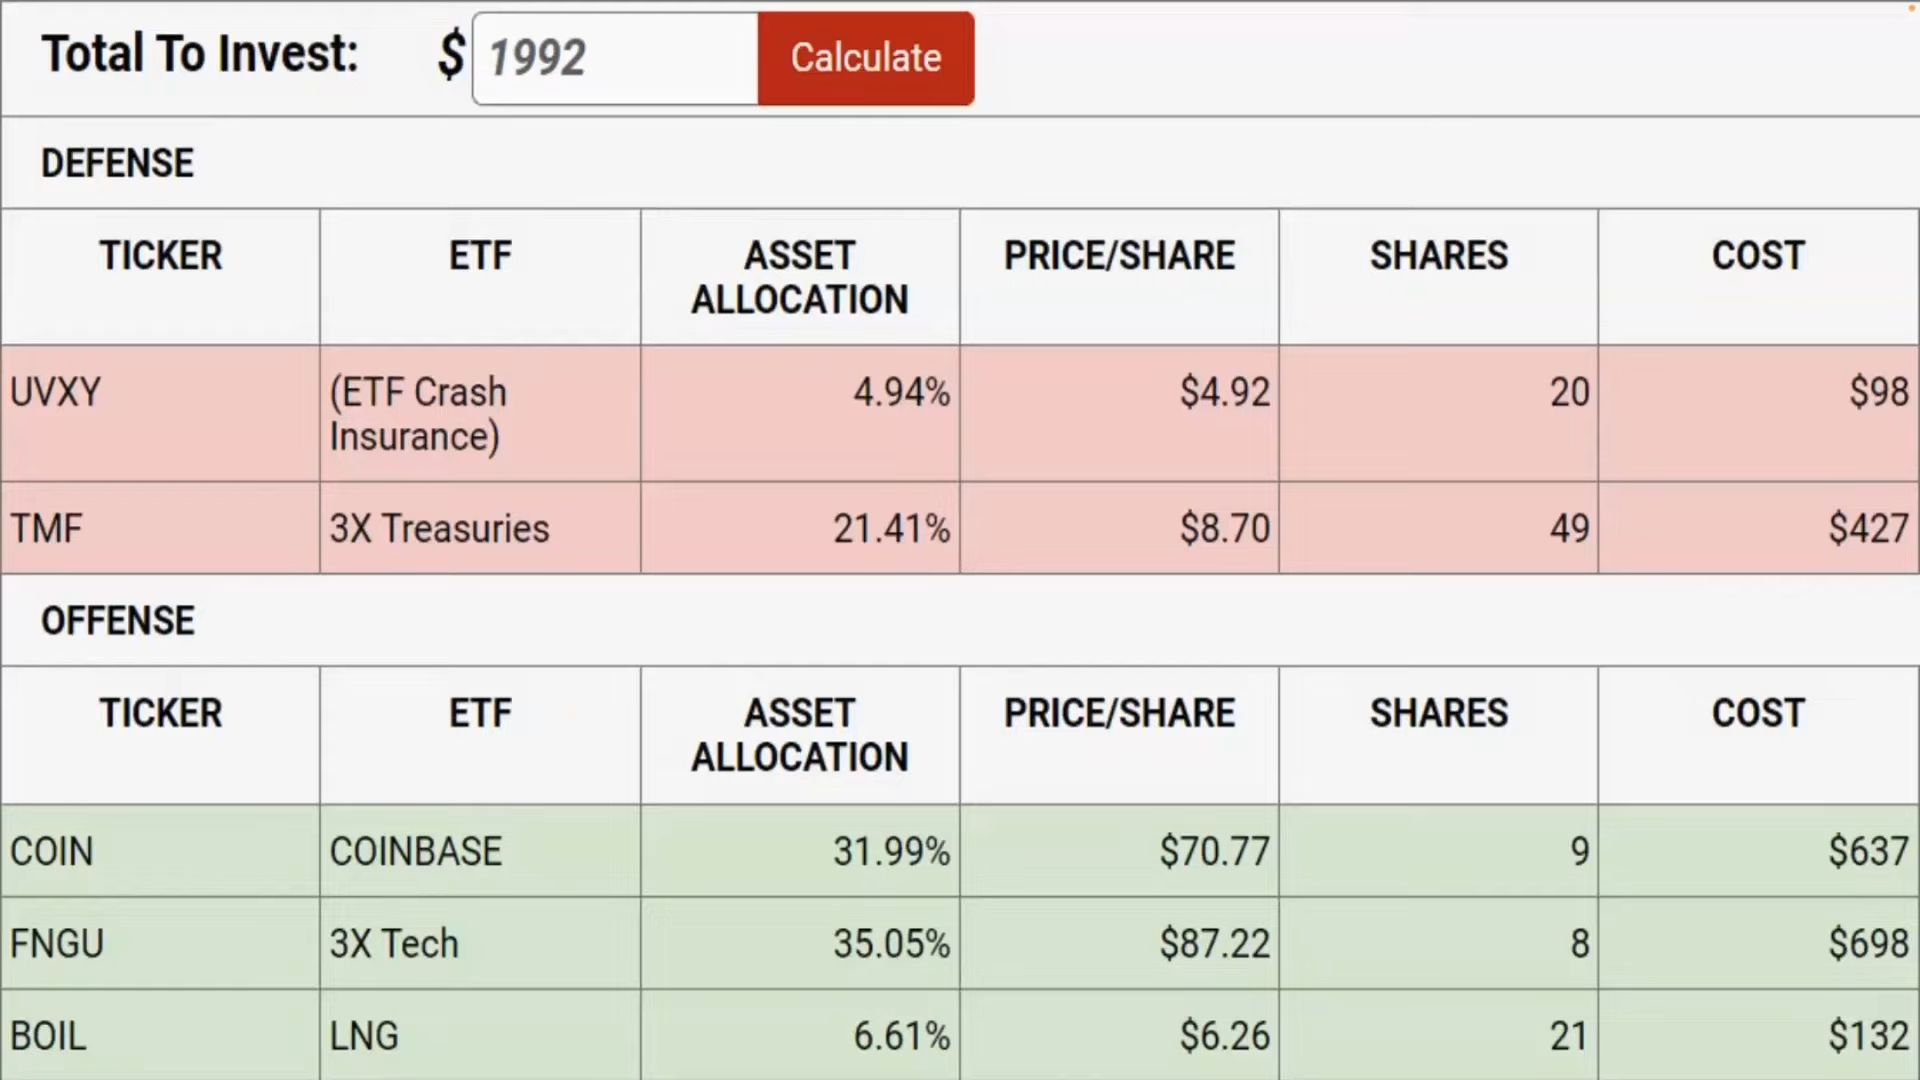 Total To Invest: $ 1992 Calculate
DEFENSE
TICKER ETF ASSET ALLOCATION PRICE/SHARE SHARES COST
UVXY (ETF Crash Insurance) 4.94% $4.92 20 $98
TMF 3X Treasuries 21.41% $8.70 49 $427
OFFENSE
TICKER ETF ASSET ALLOCATION PRICE/SHARE SHARES COST
COIN COINBASE 31.99% $70.77 9 $637
FNGU 3X Tech 35.05% $87.22 8 $698
BOIL LNG 6.61% $6.26 21 $132